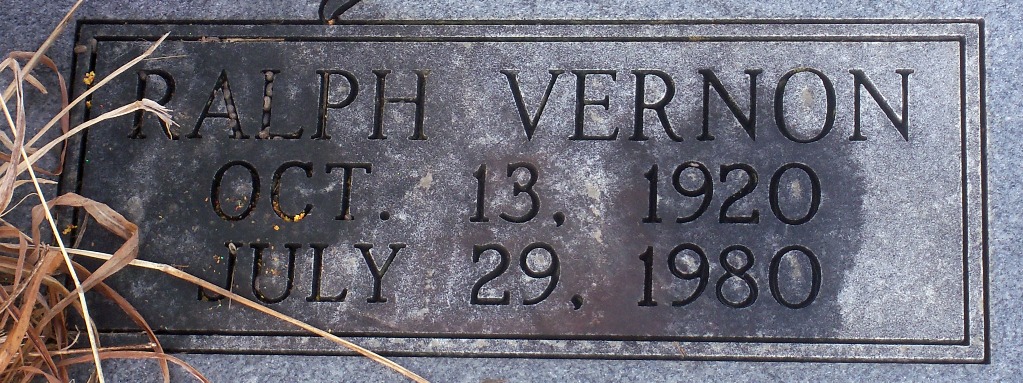 RALPH VERNON
OCT. 13, 1920
JULY 29, 1980